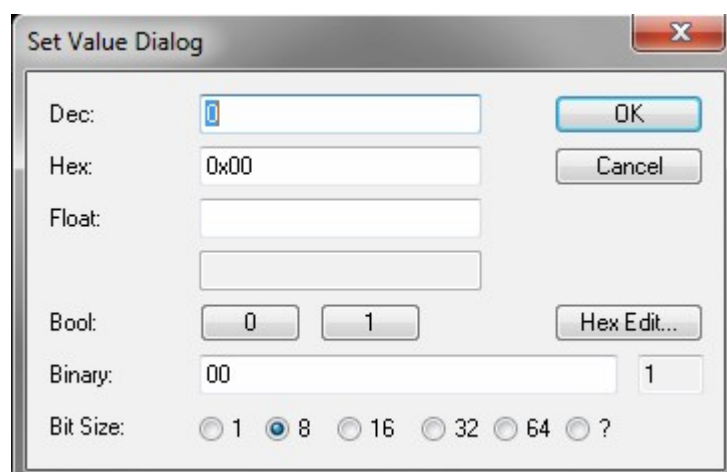 Set Value Dialog
Dec: 0 OK
Hex: 0x00 Cancel
Float:
Bool: 0 1 Hex Edit...
Binary: 00 1
Bit Size: 1 8 16 32 64 ?